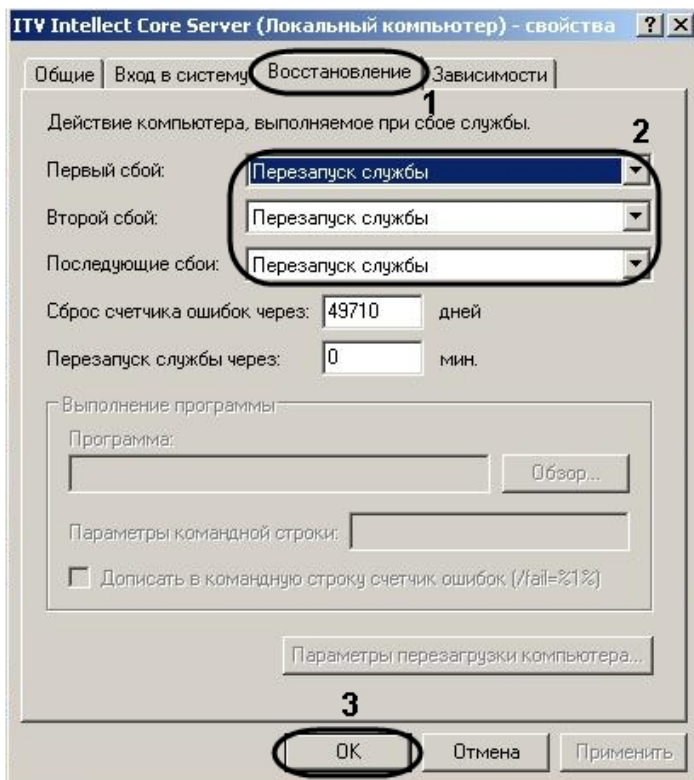 ITV Intellect Core Server (Локальный компьютер) – свойства ? X
Общие Вход в систему Восстановление Зависимости
1
Действие компьютера, выполняемое при сбое службы.
2
Первый сбой: Перезапуск службы
Второй сбой: Перезапуск службы
Последующие сбои: Перезапуск службы
Сброс счетчика ошибок через: 49710 дней
Перезапуск службы через: 0 мин.
Выполнение программы
Программа:
Обзор...
Параметры командной строки:
Дописать в командную строку счетчик ошибок (/fail=%1%)
Параметры перезагрузки компьютера...
3
OK Отмена Применить